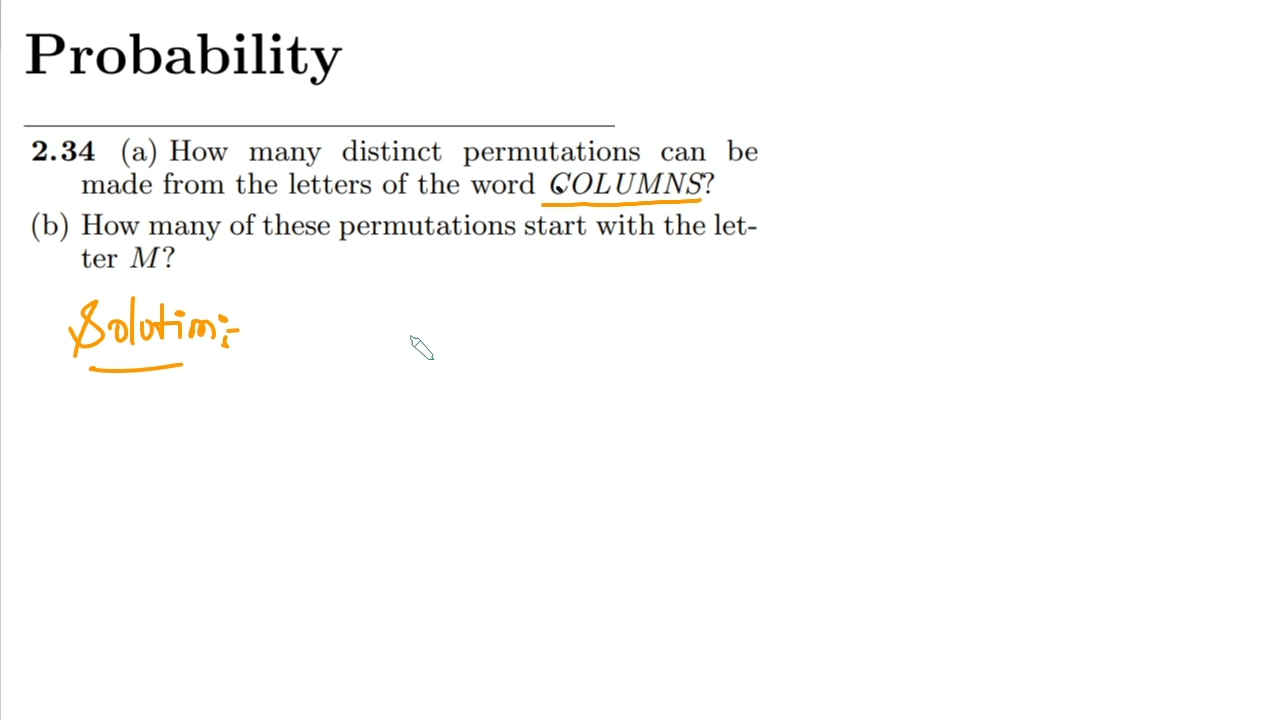 Probability
2.34 (a) How many distinct permutations can be
made from the letters of the word COLUMNS?
(b) How many of these permutations start with the let-
ter M?
Solution:-